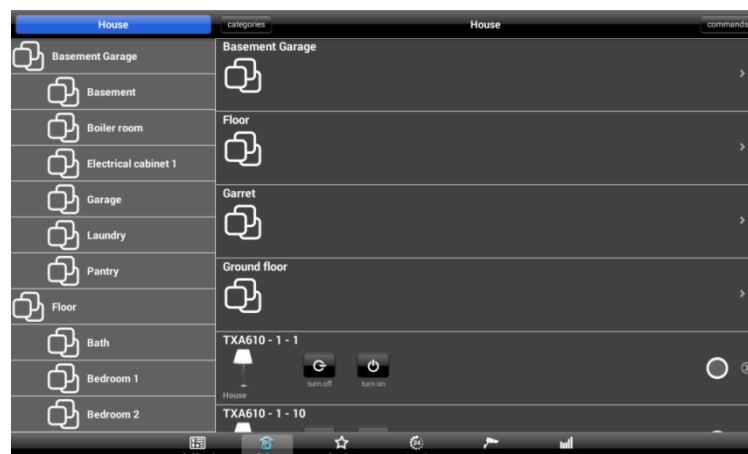 House
categories
House
commands
Basement Garage
Basement
Boiler room
Electrical cabinet 1
Garage
Laundry
Pantry
Floor
Bath
Bedroom 1
Bedroom 2
Basement Garage
Floor
Garret
Ground floor
TXA610 - 1 - 1
turn off
turn on
House
TXA610 - 1 - 10
24